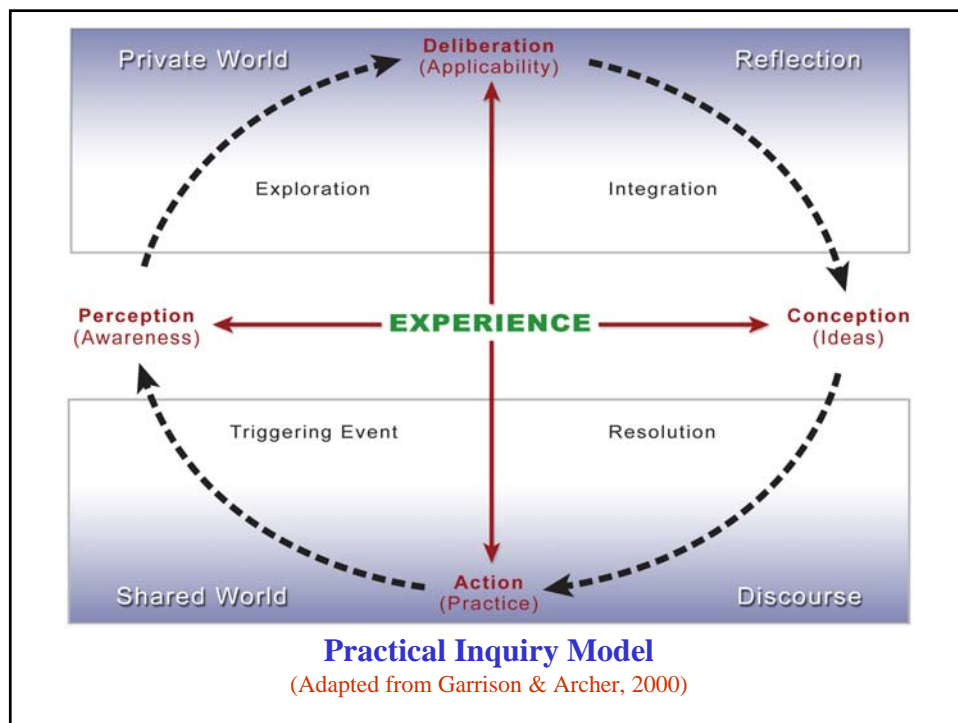 Private World
Deliberation
(Applicability)
Reflection
Exploration
Integration
Perception
(Awareness)
EXPERIENCE
Conception
(Ideas)
Triggering Event
Resolution
Shared World
Action
(Practice)
Discourse
Practical Inquiry Model
(Adapted from Garrison & Archer, 2000)